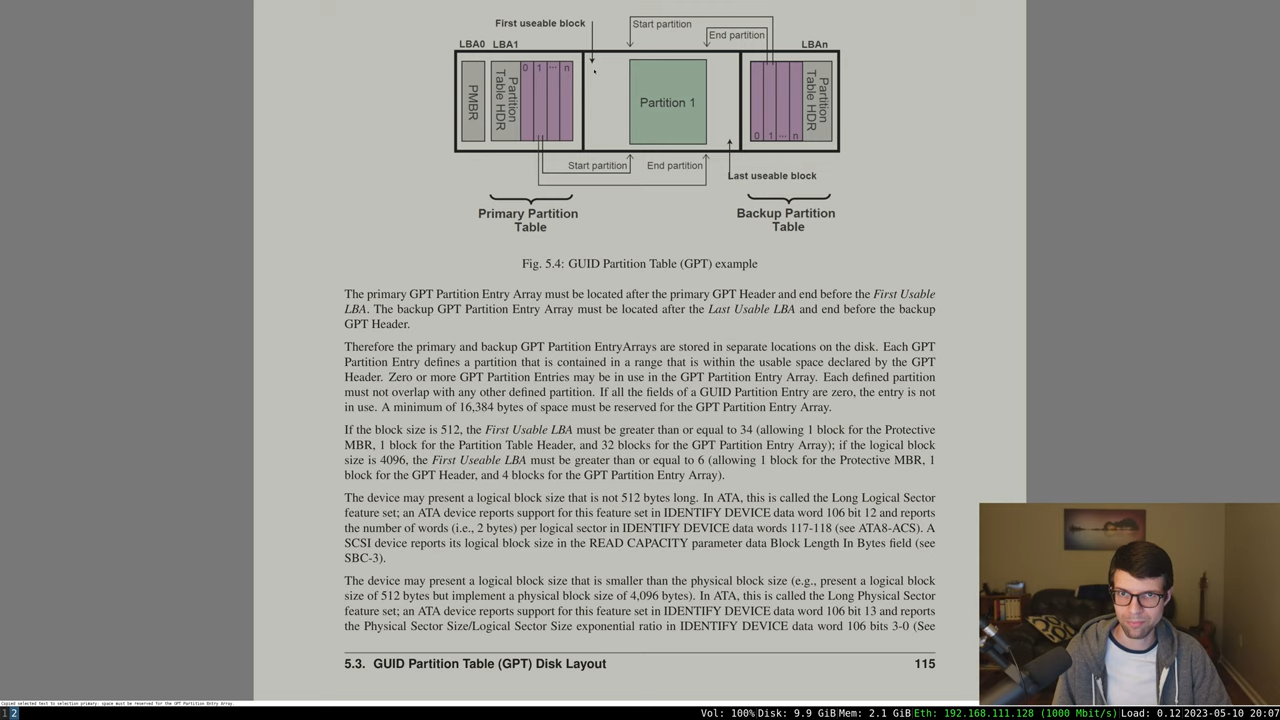 First useable block
Start partition
End partition
LBA0
LBA1
LBAn
PMBR
Partition
Table HDR
0 1 ... n
Partition 1
Partition
Table HDR
0 1 ... n
Start partition
End partition
Last useable block
Primary Partition
Table
Backup Partition
Table
Fig. 5.4: GUID Partition Table (GPT) example
The primary GPT Partition Entry Array must be located after the primary GPT Header and end before the First Usable
LBA. The backup GPT Partition Entry Array must be located after the Last Usable LBA and end before the backup
GPT Header.
Therefore the primary and backup GPT Partition EntryArrays are stored in separate locations on the disk. Each GPT
Partition Entry defines a partition that is contained in a range that is within the usable space declared by the GPT
Header. Zero or more GPT Partition Entries may be in use in the GPT Partition Entry Array. Each defined partition
must not overlap with any other defined partition. If all the fields of a GUID Partition Entry are zero, the entry is not
in use. A minimum of 16,384 bytes of space must be reserved for the GPT Partition Entry Array.
If the block size is 512, the First Usable LBA must be greater than or equal to 34 (allowing 1 block for the Protective
MBR, 1 block for the Partition Table Header, and 32 blocks for the GPT Partition Entry Array); if the logical block
size is 4096, the First Useable LBA must be greater than or equal to 6 (allowing 1 block for the Protective MBR, 1
block for the GPT Header, and 4 blocks for the GPT Partition Entry Array).
The device may present a logical block size that is not 512 bytes long. In ATA, this is called the Long Logical Sector
feature set; an ATA device reports support for this feature set in IDENTIFY DEVICE data word 106 bit 12 and reports
the number of words (i.e., 2 bytes) per logical sector in IDENTIFY DEVICE data words 117-118 (see ATA8-ACS). A
SCSI device reports its logical block size in the READ CAPACITY parameter data Block Length In Bytes field (see
SBC-3).
The device may present a logical block size that is smaller than the physical block size (e.g., present a logical block
size of 512 bytes but implement a physical block size of 4,096 bytes). In ATA, this is called the Long Physical Sector
feature set; an ATA device reports support for this feature set in IDENTIFY DEVICE data word 106 bit 13 and reports
the Physical Sector Size/Logical Sector Size exponential ratio in IDENTIFY DEVICE data word 106 bits 3-0 (See
5.3. GUID Partition Table (GPT) Disk Layout 115
Copied selected text to selection primary: space must be reserved for the GPT Partition Entry Array.
1 2
Vol: 100% Disk: 9.9 GiB Mem: 2.1 GiB Eth: 192.168.111.128 (1000 Mbit/s) Load: 0.12 2023-05-10 20:07